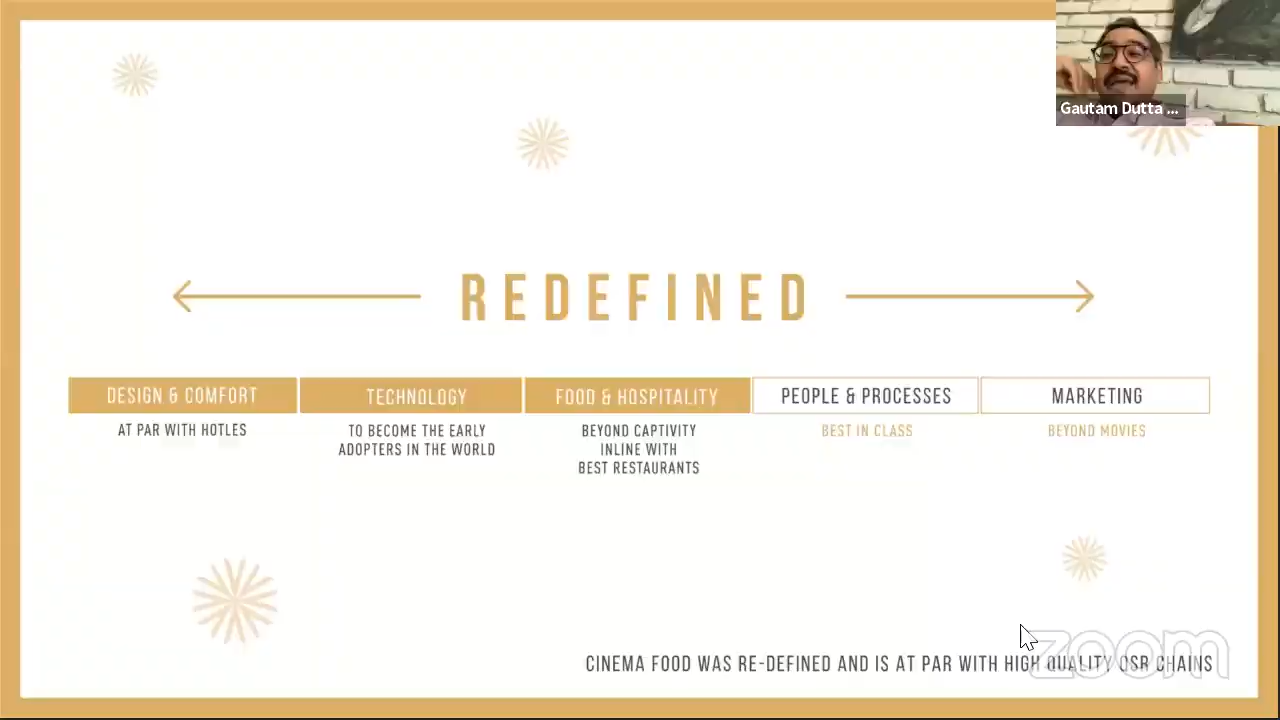 Gautam Dutta ...
REDEFINED
DESIGN & COMFORT
AT PAR WITH HOTLES
TECHNOLOGY
TO BECOME THE EARLY
ADOPTERS IN THE WORLD
FOOD & HOSPITALITY
BEYOND CAPTIVITY
INLINE WITH
BEST RESTAURANTS
PEOPLE & PROCESSES
BEST IN CLASS
MARKETING
BEYOND MOVIES
CINEMA FOOD WAS RE-DEFINED AND IS AT PAR WITH HIGH QUALITY QSR CHAINS
zoom